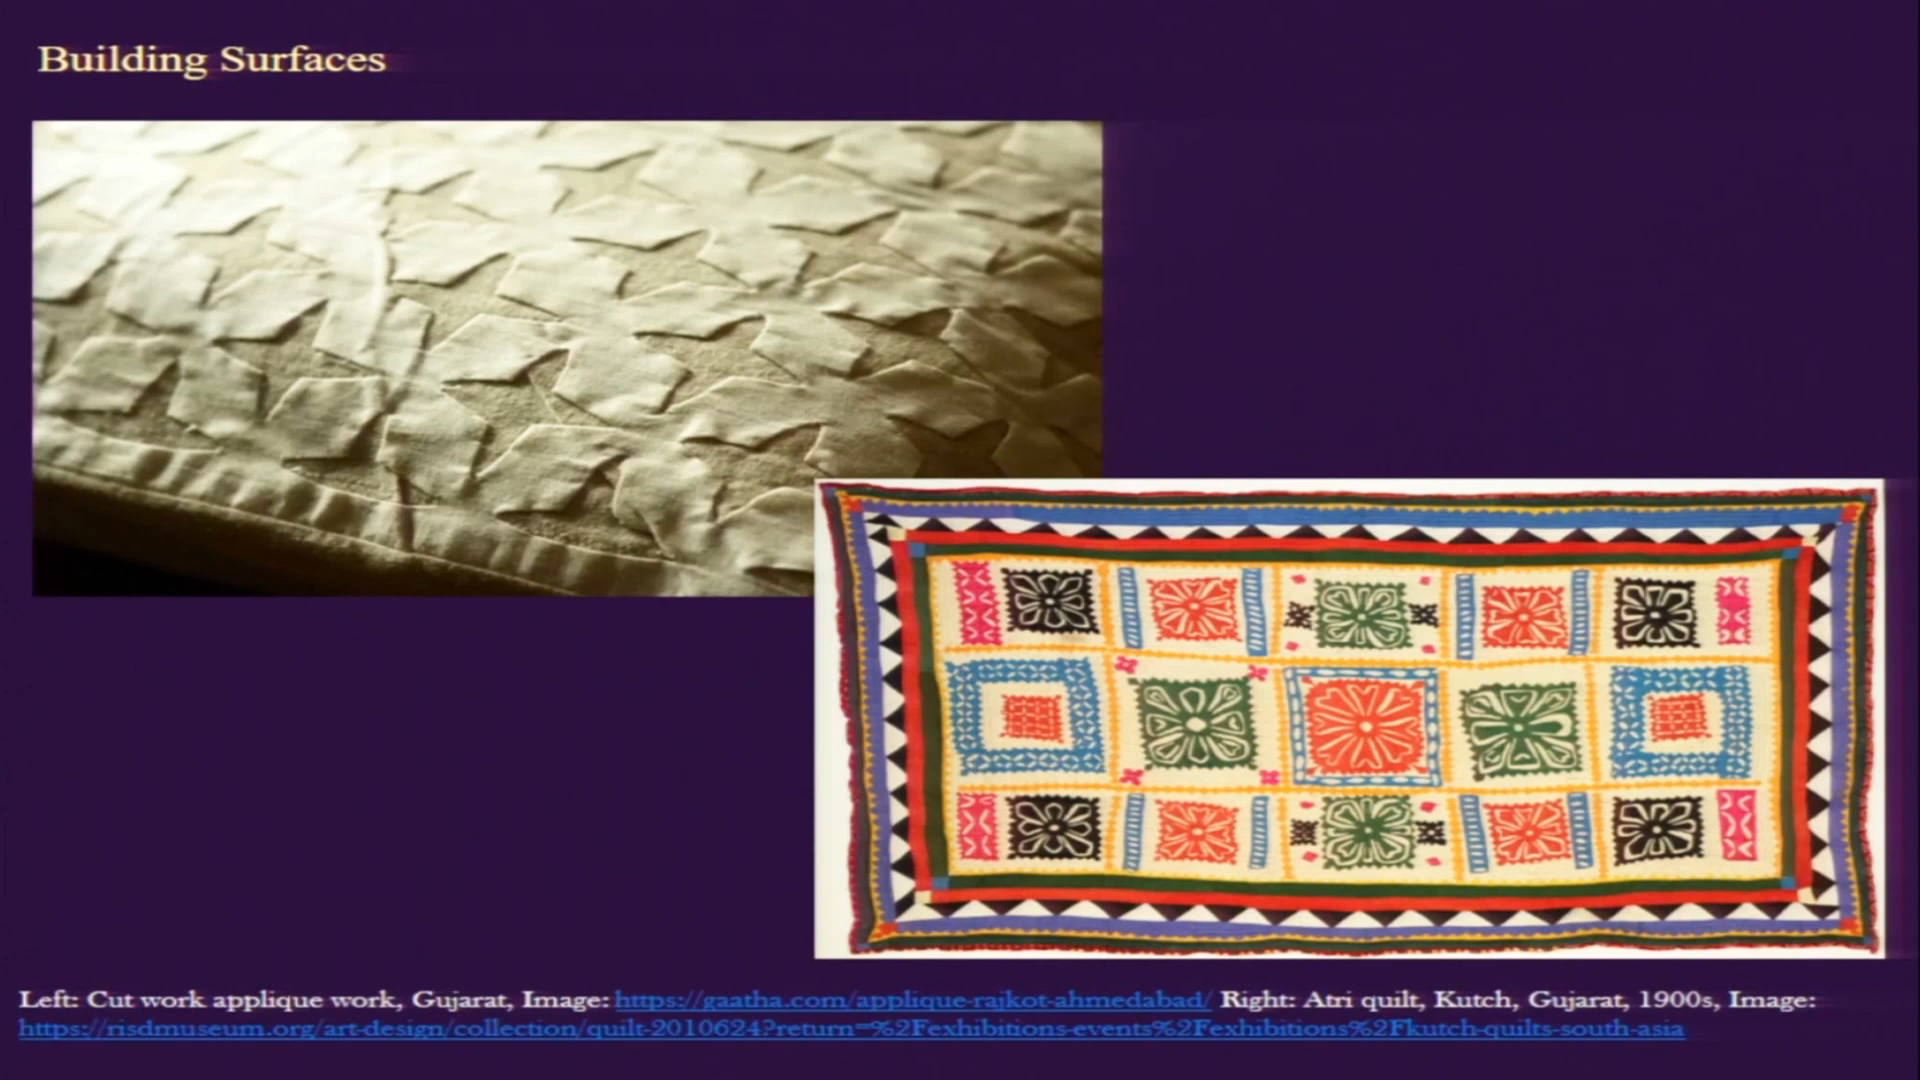 Building Surfaces
Left: Cut work applique work, Gujarat, Image: https://gaatha.com/applique-rajkot-ahmedabad/ Right: Atri quilt, Kutch, Gujarat, 1900s, Image:
https://risdmuseum.org/art-design/collection/quilt-2010624?return=%2Fexhibitions-events%2Fexhibitions%2Fkutch-quilts-south-asia